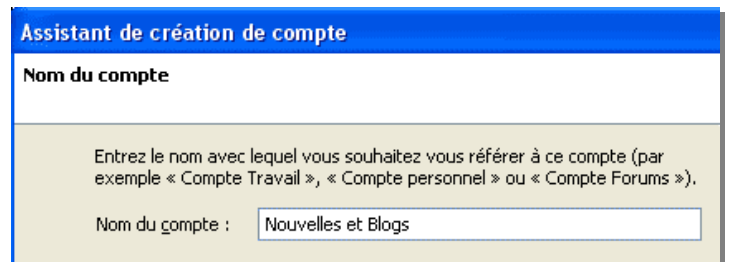 Assistant de création de compte
Nom du compte
Entrez le nom avec lequel vous souhaitez vous référer à ce compte (par
exemple « Compte Travail », « Compte personnel » ou « Compte Forums »).
Nom du compte : Nouvelles et Blogs